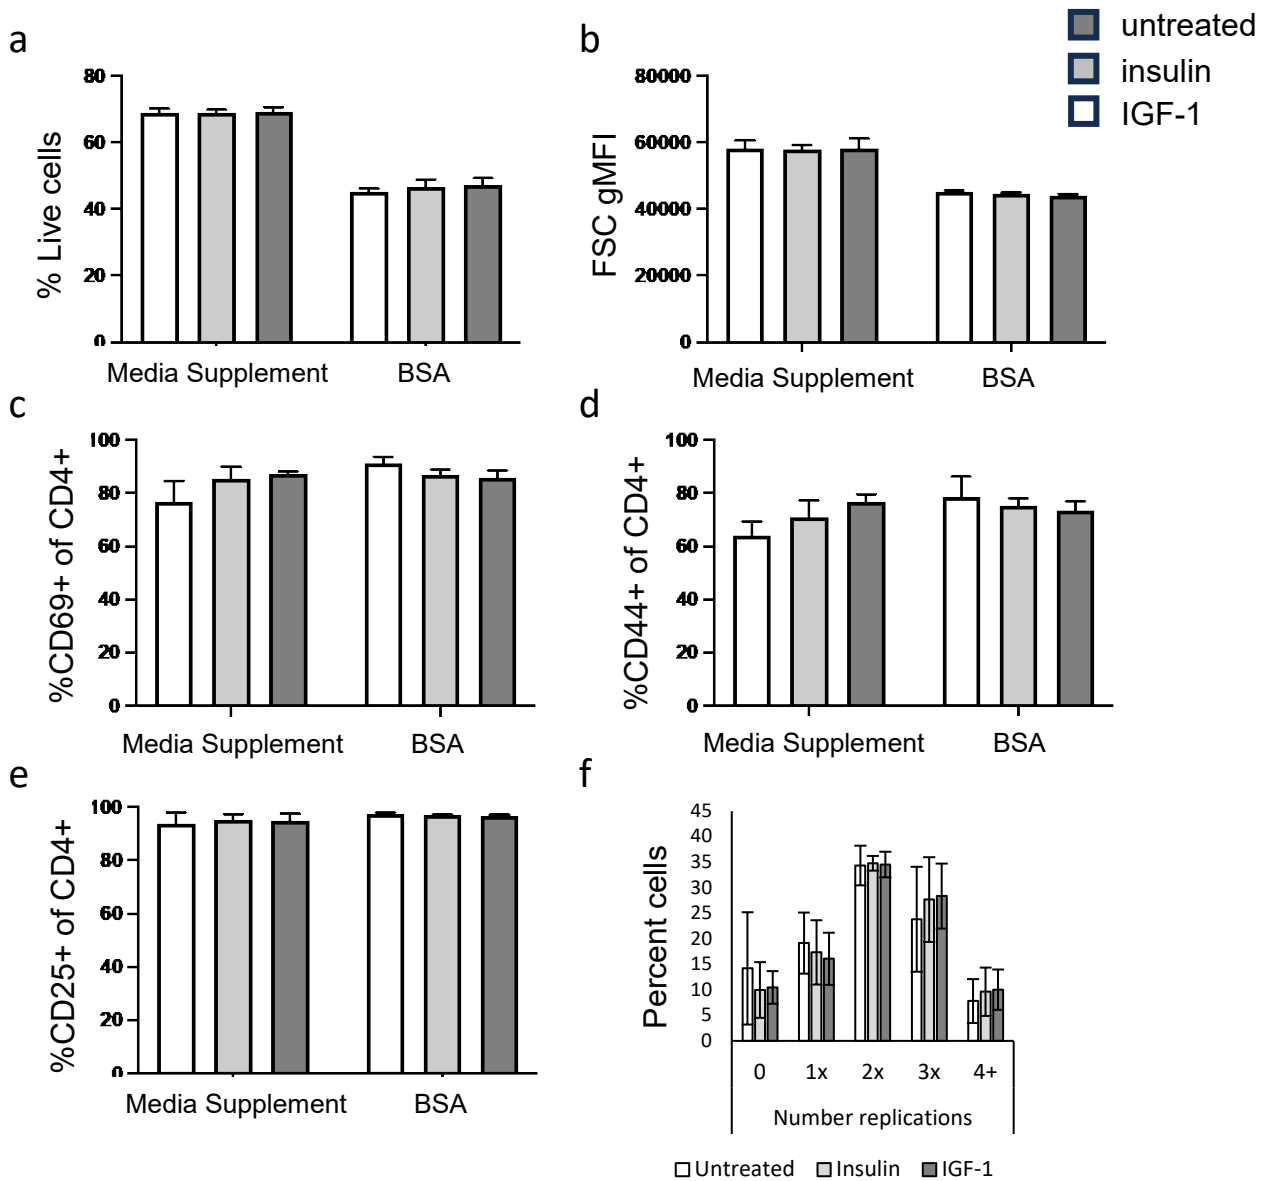 a
80
60
40
20
0
% Live cells
Media Supplement
BSA
b
80000
60000
40000
20000
0
FSC gMFI
Media Supplement
BSA
untreated
insulin
IGF-1
c
100
80
60
40
20
0
%CD69+ of CD4+
Media Supplement
BSA
d
100
80
60
40
20
0
%CD44+ of CD4+
Media Supplement
BSA
e
100
80
60
40
20
0
%CD25+ of CD4+
Media Supplement
BSA
f
45
40
35
30
25
20
15
10
5
0
Percent cells
0 1x 2x 3x 4+
Number replications
Untreated Insulin IGF-1